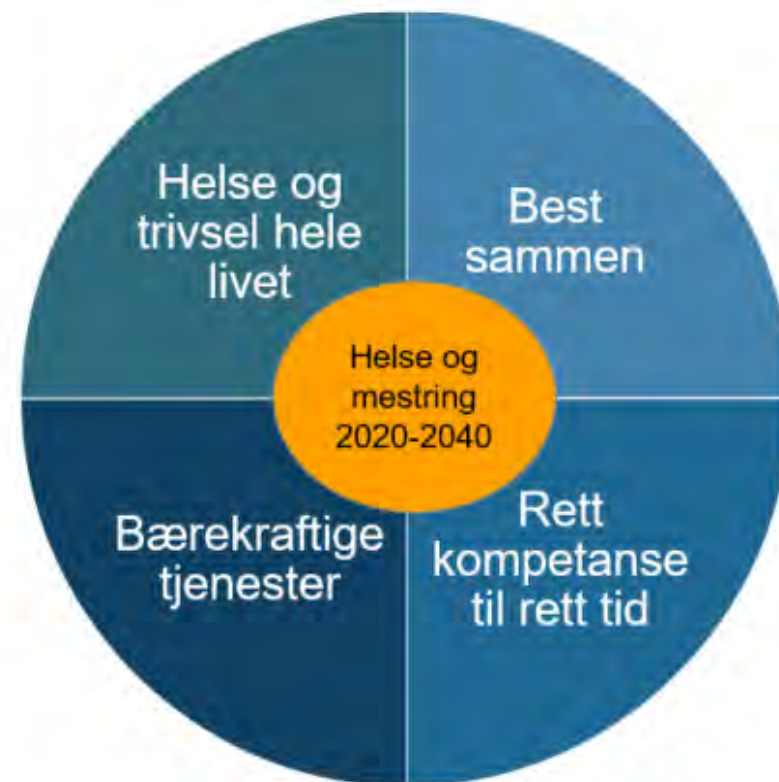 Helse og
trivsel hele
livet
Best
sammen
Helse og
mestring
2020-2040
Bærekraftige
tjenester
Rett
kompetanse
til rett tid